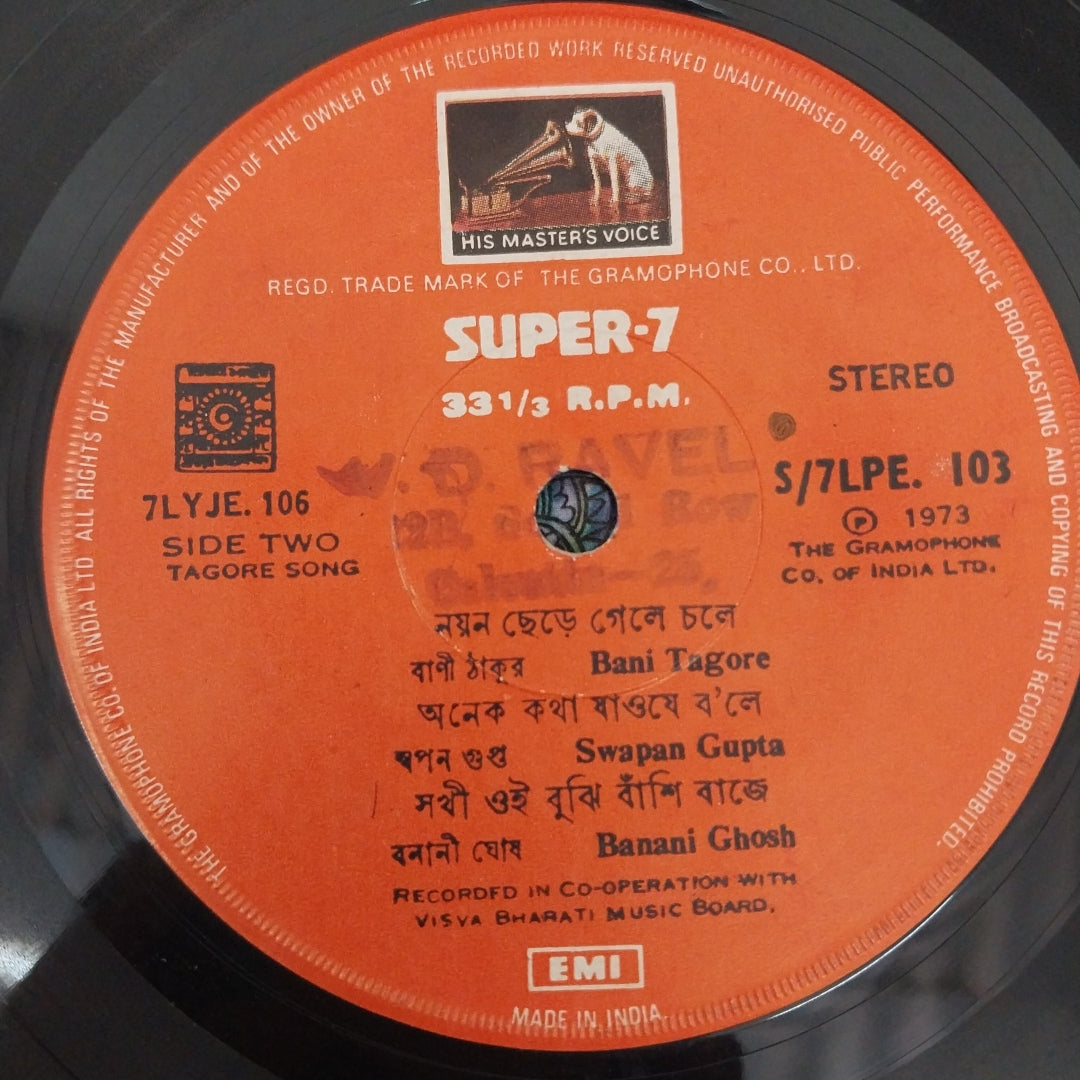 THE GRAMOPHONE CO. OF INDIA LTD ALL RIGHTS OF THE MANUFACTURER AND OF THE OWNER OF THE RECORDED WORK RESERVED UNAUTHORISED PUBLIC PERFORMANCE BROADCASTING AND COPYING OF THIS RECORD PROHIBITED.
HIS MASTER'S VOICE
REGD. TRADE MARK OF THE GRAMOPHONE CO., LTD.
SUPER-7
33 1/3 R.P.M.
STEREO
D. RAVEL
7LYJE. 106
SIDE TWO
TAGORE SONG
S/7LPE. 103
℗ 1973
THE GRAMOPHONE
CO. OF INDIA LTD.
নয়ন ছেড়ে গেলে চলে
বাণী ঠাকুর Bani Tagore
অনেক কথা যাওযে ব'লে
স্বপন গুপ্ত Swapan Gupta
সখী ওই বুঝি বাঁশি বাজে
বনানী ঘোষ Banani Ghosh
RECORDED IN CO-OPERATION WITH
VISVA BHARATI MUSIC BOARD.
EMI
MADE IN INDIA